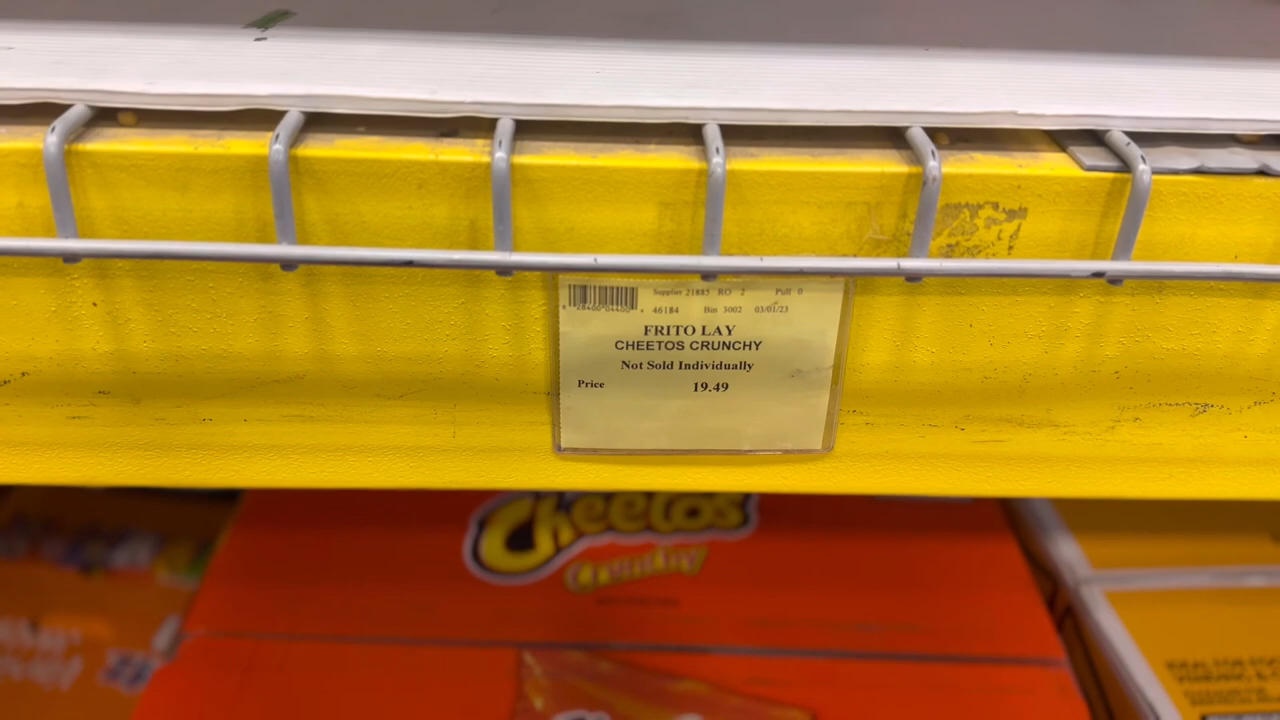 Supplier 21885 RO 2 Pull 0
46184 Bin 3002 03/01/23
FRITO LAY
CHEETOS CRUNCHY
Not Sold Individually
Price 19.49
Cheetos
Crunchy